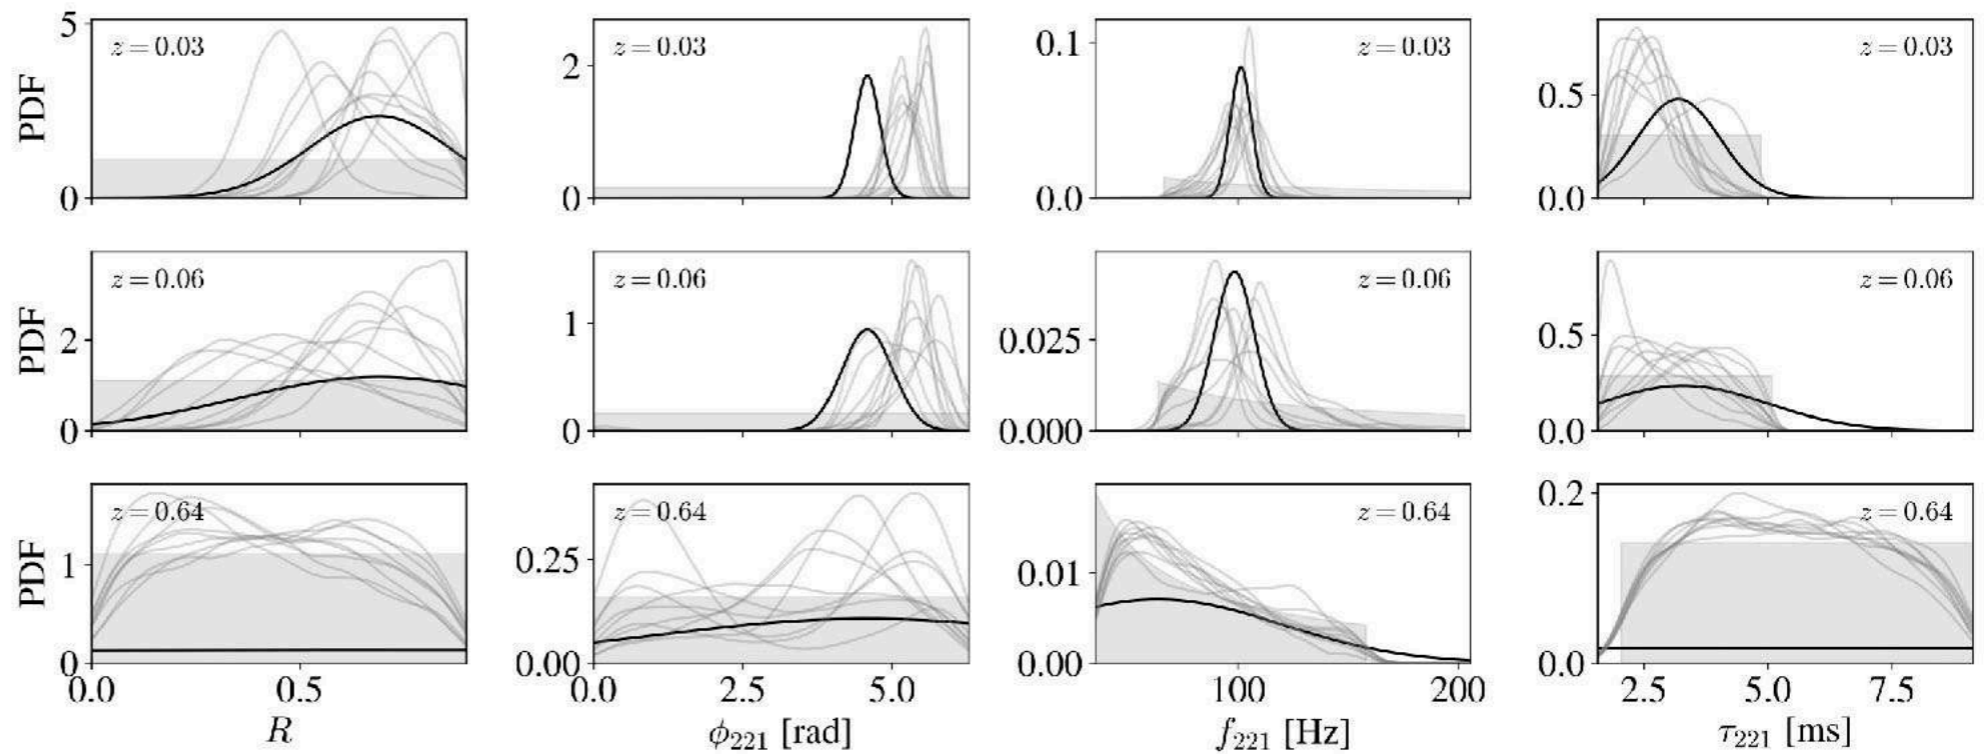 5
z = 0.03
PDF
0
2
z = 0.03
0
0.1
z = 0.03
0.0
z = 0.03
0.5
0.0
z = 0.06
PDF
2
0
z = 0.06
1
0
z = 0.06
0.025
0.000
z = 0.06
0.5
0.0
z = 0.64
PDF
1
0
z = 0.64
0.25
0.00
z = 0.64
0.01
0.00
0.2
z = 0.64
0.0
0.0 0.5
0.0 2.5 5.0
100 200
2.5 5.0 7.5
R
ϕ₂₂₁ [rad]
f₂₂₁ [Hz]
τ₂₂₁ [ms]